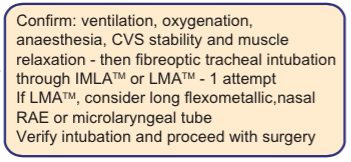 Confirm: ventilation, oxygenation,
anaesthesia, CVS stability and muscle
relaxation - then fibreoptic tracheal intubation
through IMLA™ or LMA™ - 1 attempt
If LMA™, consider long flexometallic,nasal
RAE or microlaryngeal tube
Verify intubation and proceed with surgery